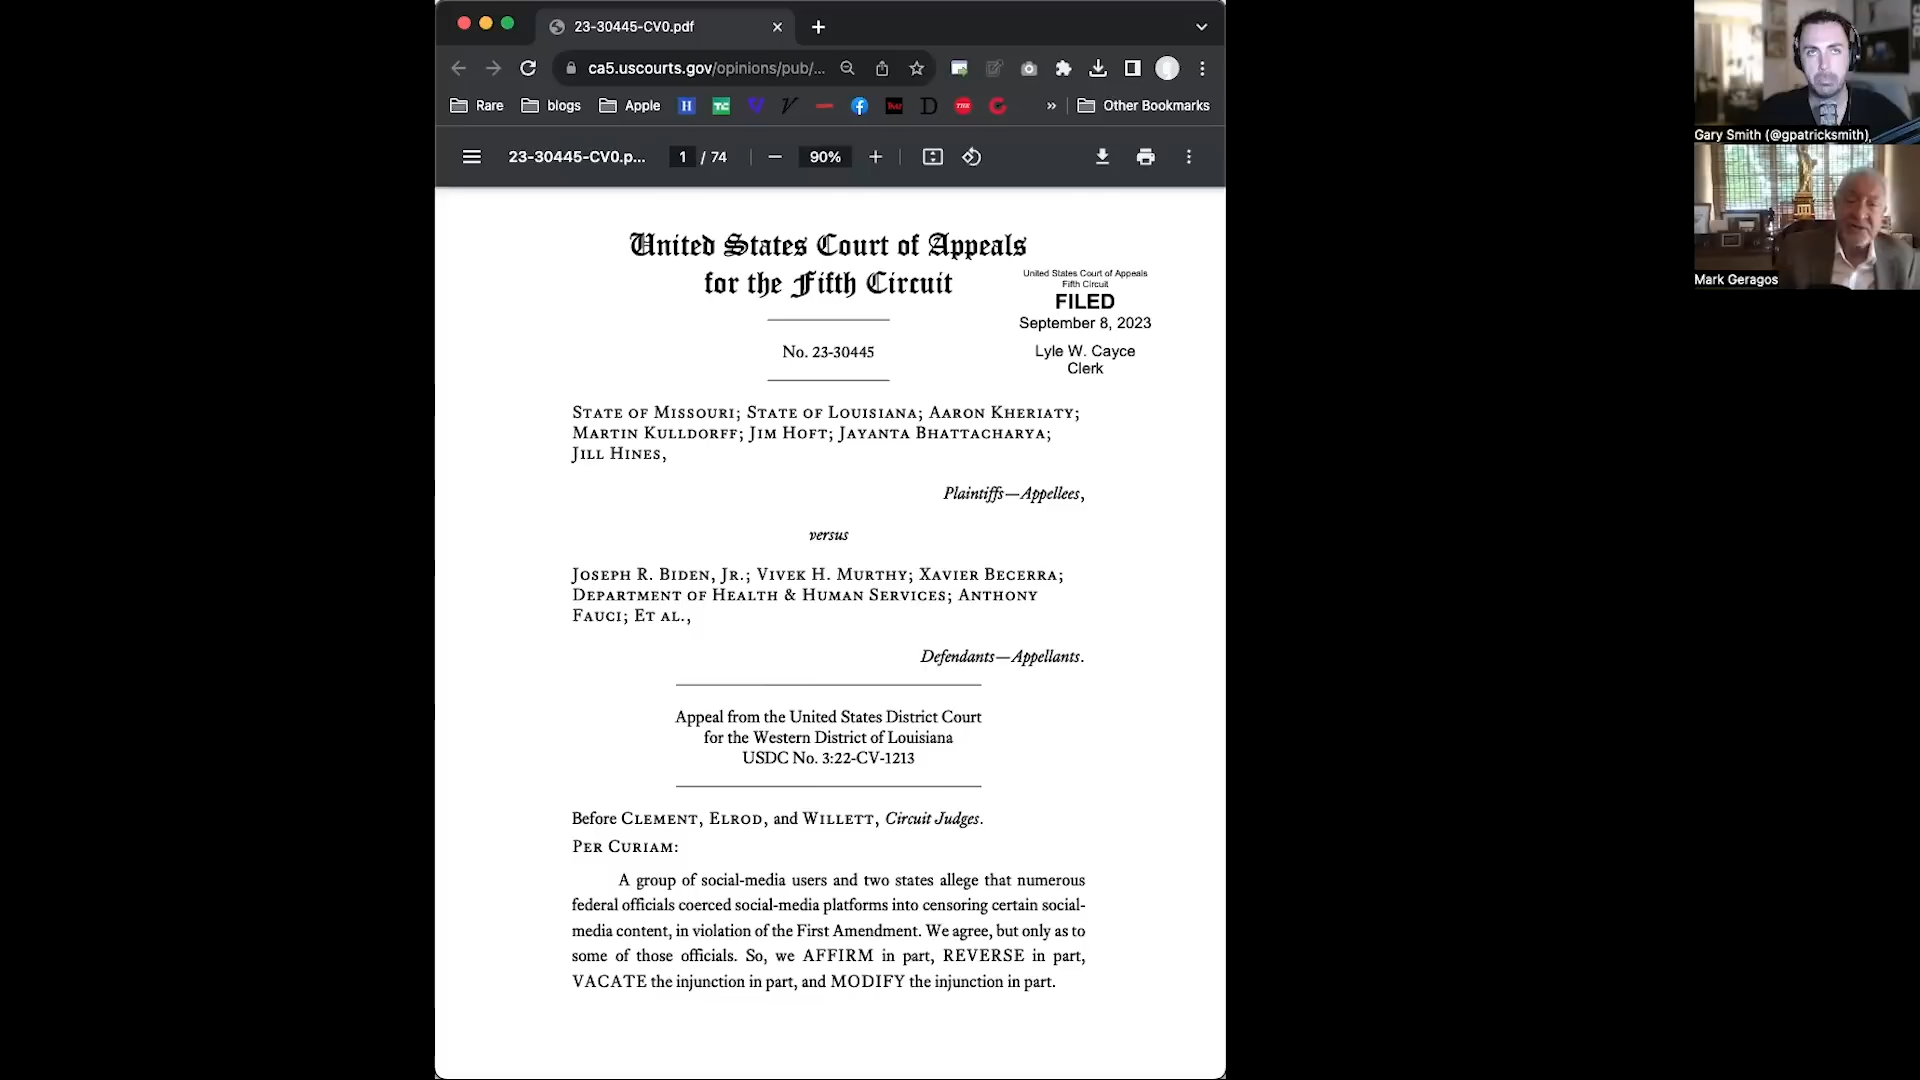 23-30445-CV0.pdf
ca5.uscourts.gov/opinions/pub/...
Rare
blogs
Apple
H
TC
D
THR
»
Other Bookmarks
23-30445-CV0.p...
1 / 74
90%
United States Court of Appeals
for the Fifth Circuit
United States Court of Appeals
Fifth Circuit
FILED
September 8, 2023
Lyle W. Cayce
Clerk
No. 23-30445
State of Missouri; State of Louisiana; Aaron Kheriaty;
Martin Kulldorff; Jim Hoft; Jayanta Bhattacharya;
Jill Hines,
Plaintiffs—Appellees,
versus
Joseph R. Biden, Jr.; Vivek H. Murthy; Xavier Becerra;
Department of Health & Human Services; Anthony
Fauci; Et al.,
Defendants—Appellants.
Appeal from the United States District Court
for the Western District of Louisiana
USDC No. 3:22-CV-1213
Before Clement, Elrod, and Willett, Circuit Judges.
Per Curiam:
A group of social-media users and two states allege that numerous
federal officials coerced social-media platforms into censoring certain social-
media content, in violation of the First Amendment. We agree, but only as to
some of those officials. So, we AFFIRM in part, REVERSE in part,
VACATE the injunction in part, and MODIFY the injunction in part.
Gary Smith (@gpatricksmith),
Mark Geragos